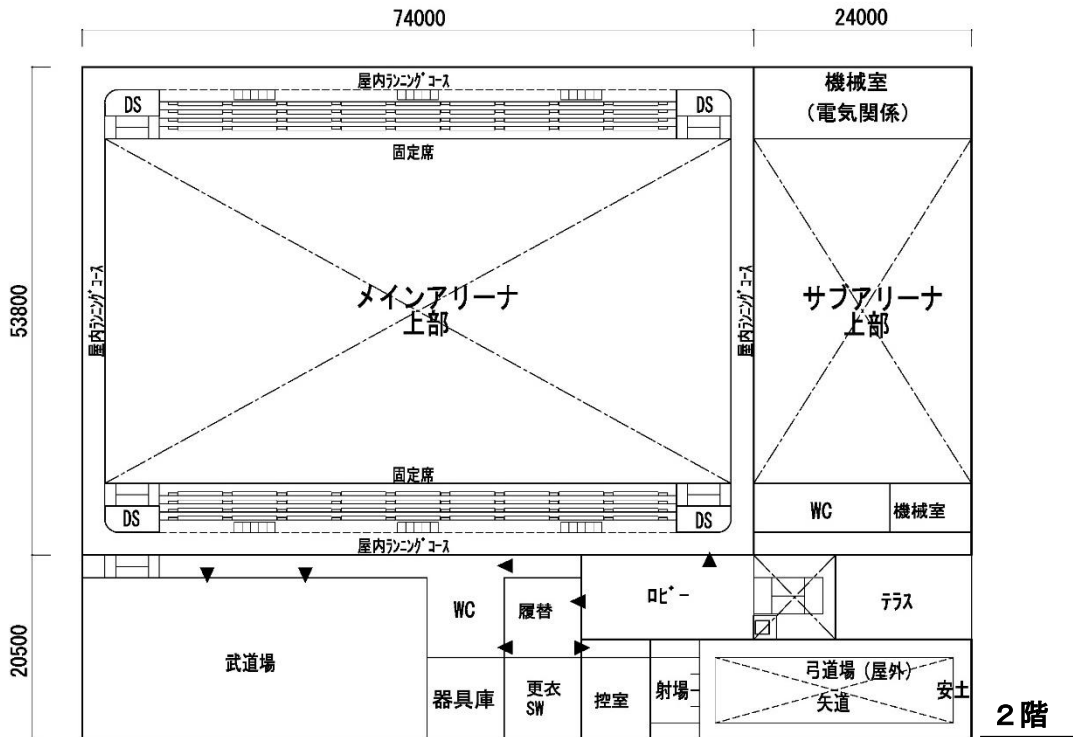 74000
24000
屋内ランニングコース
機械室
(電気関係)
DS
DS
固定席
53800
屋内ランニングコース
メインアリーナ
上部
屋内ランニングコース
サブアリーナ
上部
固定席
DS
DS
WC
機械室
屋内ランニングコース
20500
WC
履替
ロビー
テラス
武道場
器具庫
更衣
SW
控室
射場
弓道場(屋外)
矢道
安土
2階